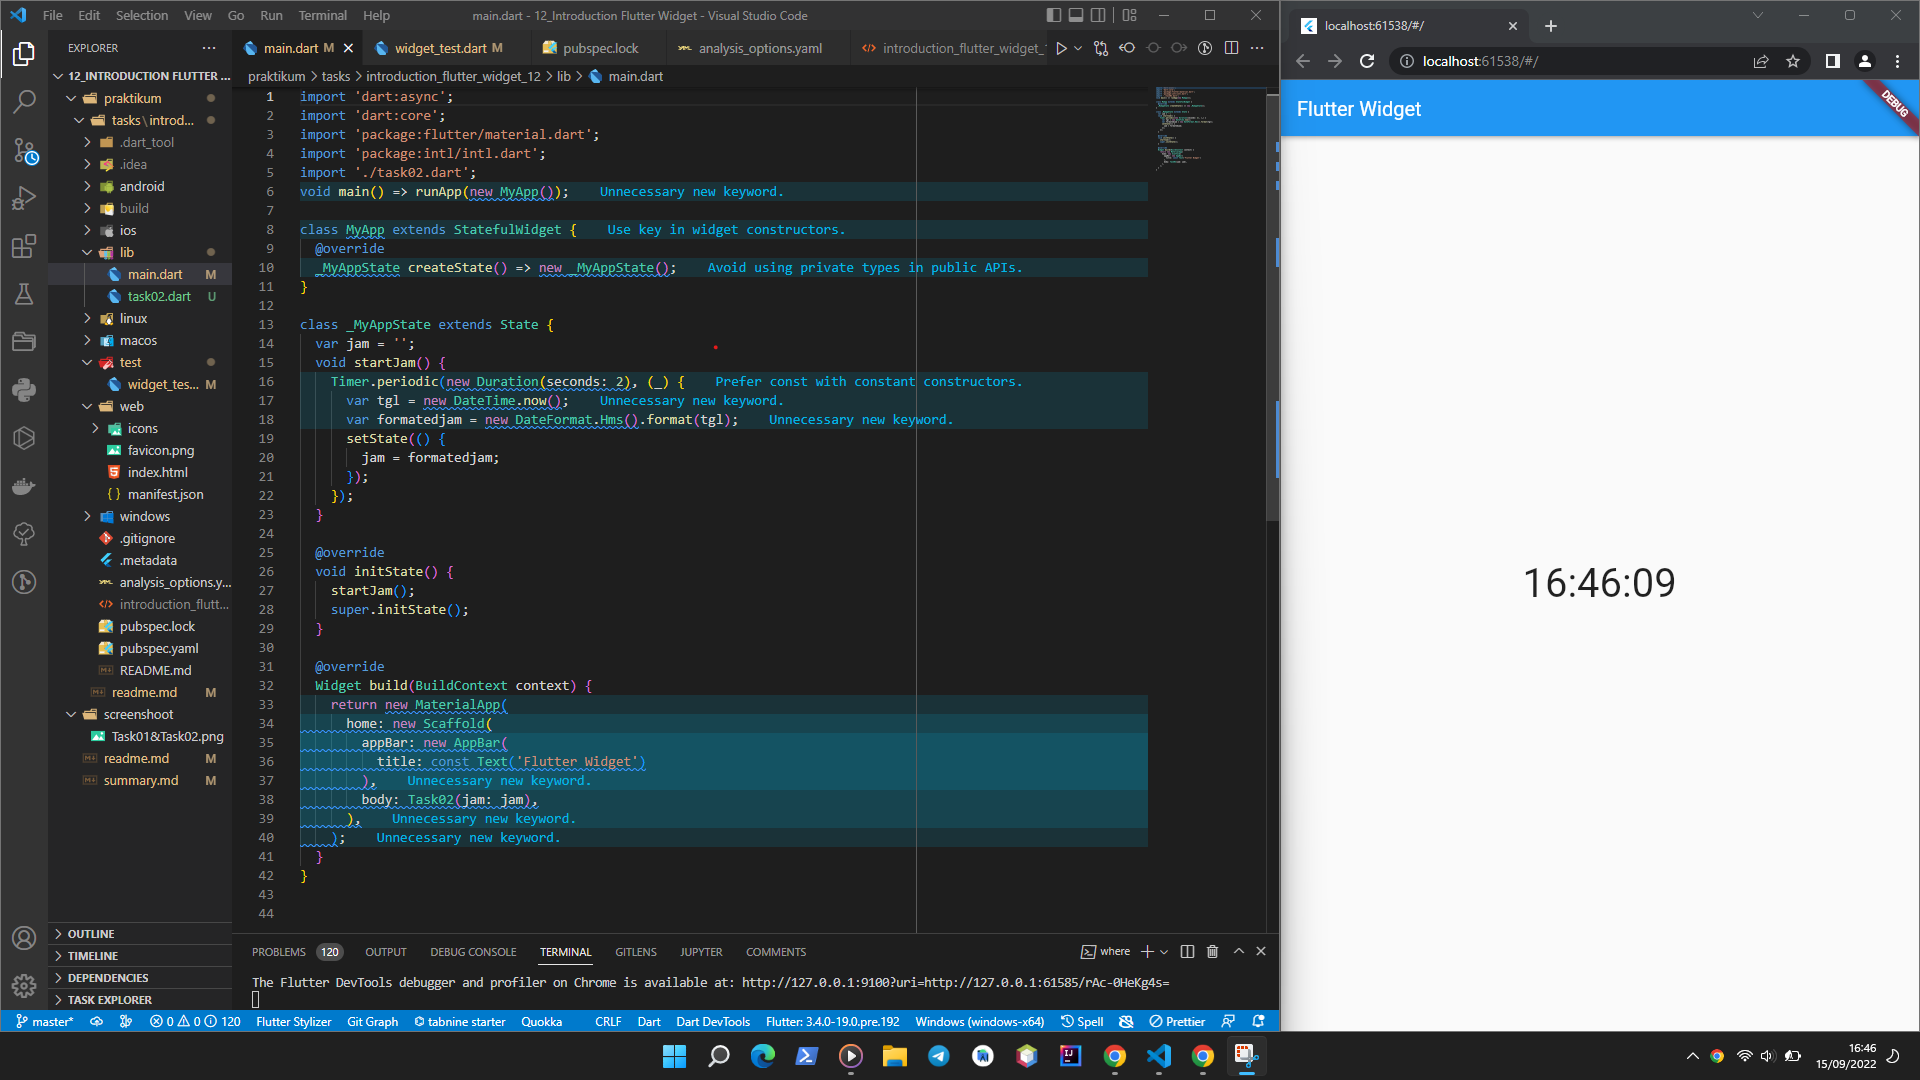 File Edit Selection View Go Run Terminal Help
main.dart - 12_Introduction Flutter Widget - Visual Studio Code
localhost:61538/#/
EXPLORER
main.dart M
widget_test.dart M
pubspec.lock
analysis_options.yaml
introduction_flutter_widget_1
localhost:61538/#/
praktikum > tasks > introduction_flutter_widget_12 > lib > main.dart
Flutter Widget
DEBUG
16:46:09
12_INTRODUCTION FLUTTER ...
praktikum
tasks\introd...
.dart_tool
.idea
android
build
ios
lib
main.dart M
task02.dart U
linux
macos
test
widget_tes... M
web
icons
favicon.png
index.html
manifest.json
windows
.gitignore
.metadata
analysis_options.y...
introduction_flutt...
pubspec.lock
pubspec.yaml
README.md
readme.md M
screenshoot
Task01&Task02.png
readme.md M
summary.md M
OUTLINE
TIMELINE
DEPENDENCIES
TASK EXPLORER
1 import 'dart:async';
2 import 'dart:core';
3 import 'package:flutter/material.dart';
4 import 'package:intl/intl.dart';
5 import './task02.dart';
6 void main() => runApp(new MyApp()); Unnecessary new keyword.
7
8 class MyApp extends StatefulWidget { Use key in widget constructors.
9 @override
10 _MyAppState createState() => new _MyAppState(); Avoid using private types in public APIs.
11 }
12
13 class _MyAppState extends State {
14 var jam = '';
15 void startJam() {
16 Timer.periodic(new Duration(seconds: 2), (_) { Prefer const with constant constructors.
17 var tgl = new DateTime.now(); Unnecessary new keyword.
18 var formatedjam = new DateFormat.Hms().format(tgl); Unnecessary new keyword.
19 setState(() {
20 jam = formatedjam;
21 });
22 });
23 }
24
25 @override
26 void initState() {
27 startJam();
28 super.initState();
29 }
30
31 @override
32 Widget build(BuildContext context) {
33 return new MaterialApp(
34 home: new Scaffold(
35 appBar: new AppBar(
36 title: const Text('Flutter Widget')
37 ), Unnecessary new keyword.
38 body: Task02(jam: jam),
39 ), Unnecessary new keyword.
40 ); Unnecessary new keyword.
41 }
42 }
43
44
PROBLEMS 120 OUTPUT DEBUG CONSOLE TERMINAL GITLENS JUPYTER COMMENTS
where
The Flutter DevTools debugger and profiler on Chrome is available at: http://127.0.0.1:9100?uri=http://127.0.0.1:61585/rAc-0HeKg4s=
master* 0 0 120 Flutter Stylizer Git Graph tabnine starter Quokka CRLF Dart Dart DevTools Flutter: 3.4.0-19.0.pre.192 Windows (windows-x64) Spell Prettier
16:46
15/09/2022